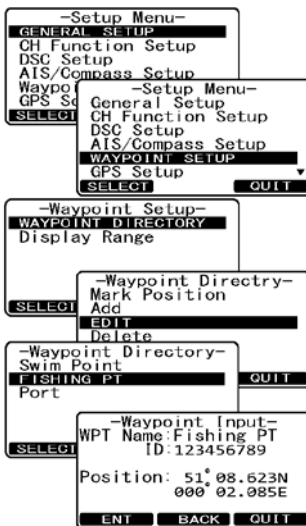 -Setup Menu-
GENERAL SETUP
CH Function Setup
DSC Setup
AIS/Compass Setup
SELECT
-Setup Menu-
General Setup
CH Function Setup
DSC Setup
AIS/Compass Setup
WAYPOINT SETUP
GPS Setup
SELECT QUIT
-Waypoint Setup-
WAYPOINT DIRECTORY
Display Range
SELECT
-Waypoint Directry-
Mark Position
Add
EDIT
Delete
QUIT
-Waypoint Directory-
Swim Point
FISHING PT
Port
SELECT
-Waypoint Input-
WPT Name:Fishing PT
ID:123456789
Position: 51°08.623N
000°02.085E
ENT BACK QUIT